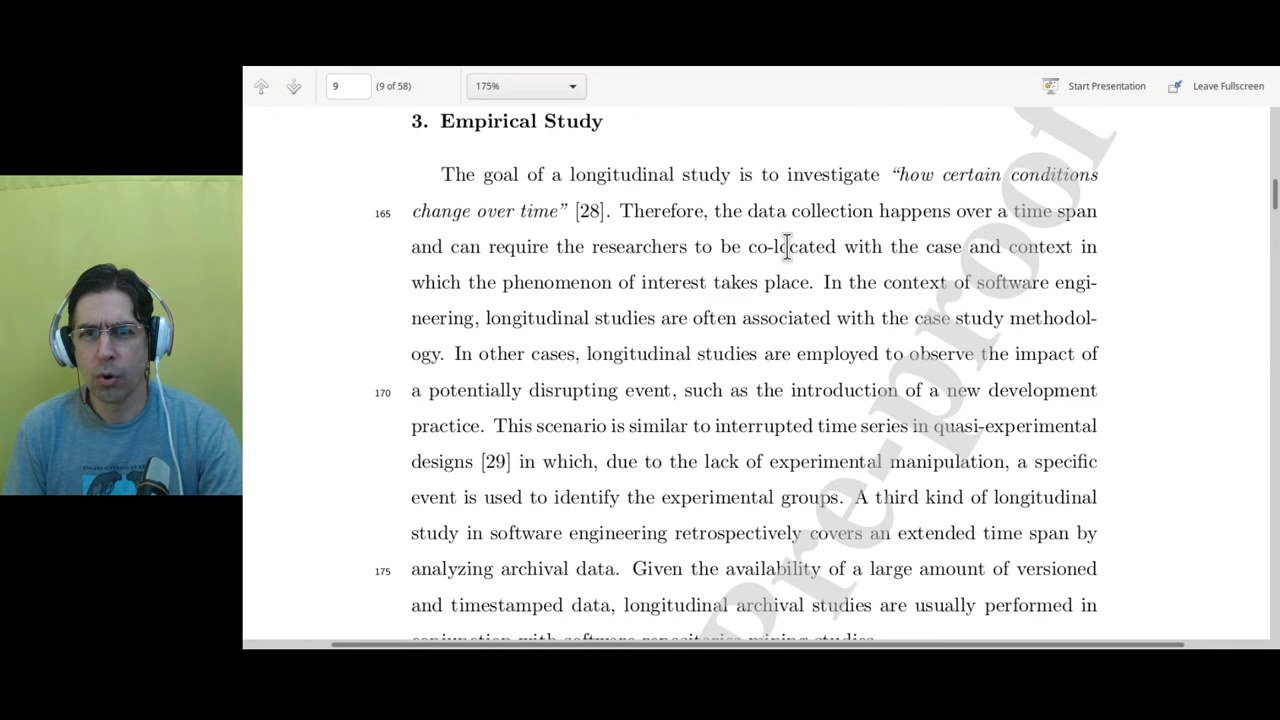 9 (9 of 58) 175% Start Presentation Leave Fullscreen
3. Empirical Study
The goal of a longitudinal study is to investigate “how certain conditions
165 change over time” [28]. Therefore, the data collection happens over a time span
and can require the researchers to be co-located with the case and context in
which the phenomenon of interest takes place. In the context of software engi-
neering, longitudinal studies are often associated with the case study methodol-
ogy. In other cases, longitudinal studies are employed to observe the impact of
170 a potentially disrupting event, such as the introduction of a new development
practice. This scenario is similar to interrupted time series in quasi-experimental
designs [29] in which, due to the lack of experimental manipulation, a specific
event is used to identify the experimental groups. A third kind of longitudinal
study in software engineering retrospectively covers an extended time span by
175 analyzing archival data. Given the availability of a large amount of versioned
and timestamped data, longitudinal archival studies are usually performed in
conjunction with software repositories mining studies.
Pre-proof